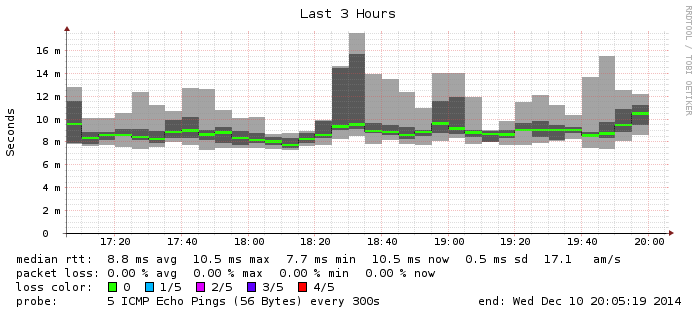 Last 3 Hours
RRDTOOL / TOBI OETIKER
Seconds
16 m
14 m
12 m
10 m
8 m
6 m
4 m
2 m
0
17:20 17:40 18:00 18:20 18:40 19:00 19:20 19:40 20:00
median rtt: 8.8 ms avg 10.5 ms max 7.7 ms min 10.5 ms now 0.5 ms sd 17.1 am/s
packet loss: 0.00 % avg 0.00 % max 0.00 % min 0.00 % now
loss color: 0 1/5 2/5 3/5 4/5
probe: 5 ICMP Echo Pings (56 Bytes) every 300s end: Wed Dec 10 20:05:19 2014